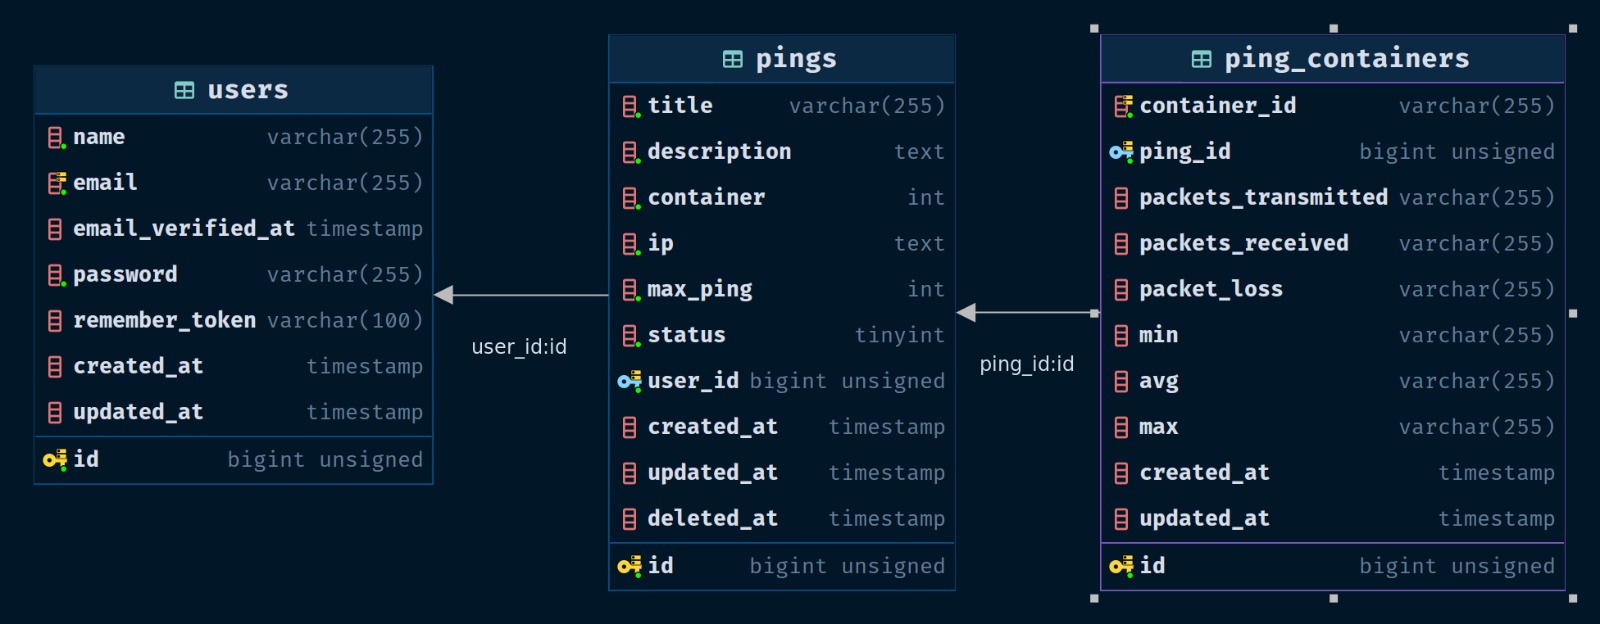 users
name varchar(255)
email varchar(255)
email_verified_at timestamp
password varchar(255)
remember_token varchar(100)
created_at timestamp
updated_at timestamp
id bigint unsigned
user_id:id
pings
title varchar(255)
description text
container int
ip text
max_ping int
status tinyint
user_id bigint unsigned
created_at timestamp
updated_at timestamp
deleted_at timestamp
id bigint unsigned
ping_id:id
ping_containers
container_id varchar(255)
ping_id bigint unsigned
packets_transmitted varchar(255)
packets_received varchar(255)
packet_loss varchar(255)
min varchar(255)
avg varchar(255)
max varchar(255)
created_at timestamp
updated_at timestamp
id bigint unsigned